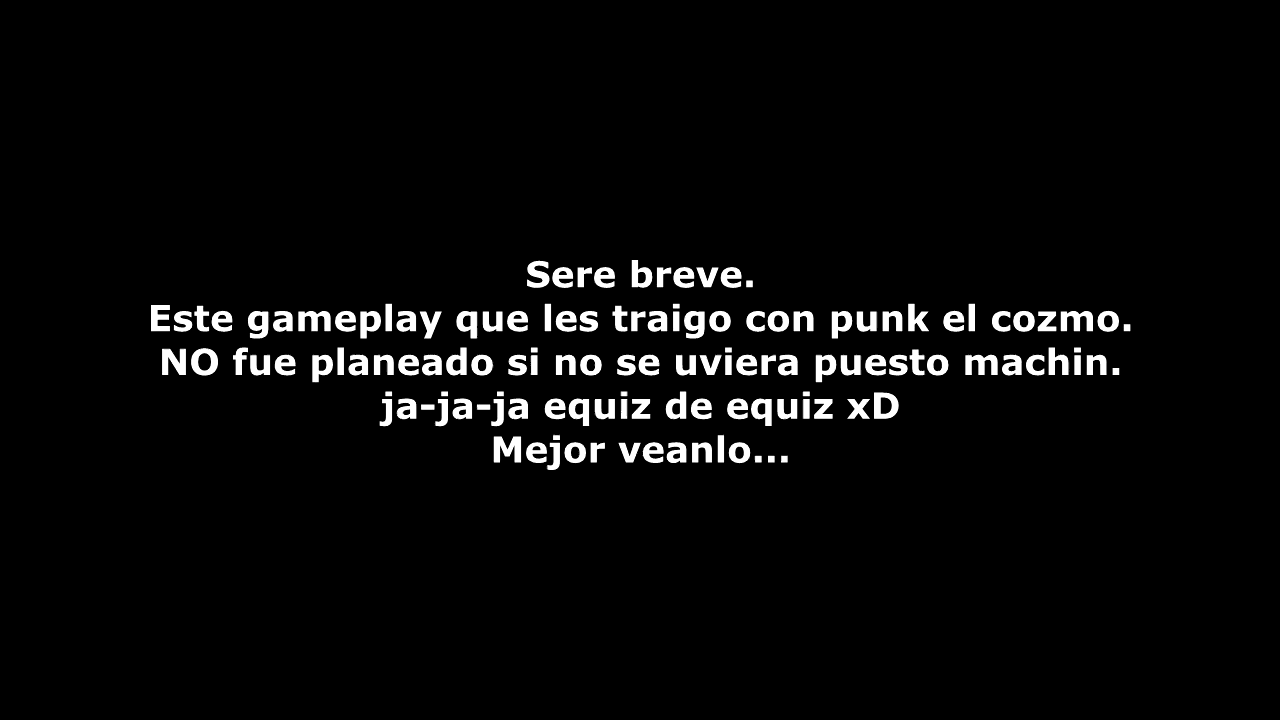 Sere breve.
Este gameplay que les traigo con punk el cozmo.
NO fue planeado si no se uviera puesto machin.
ja-ja-ja equiz de equiz xD
Mejor veanlo...